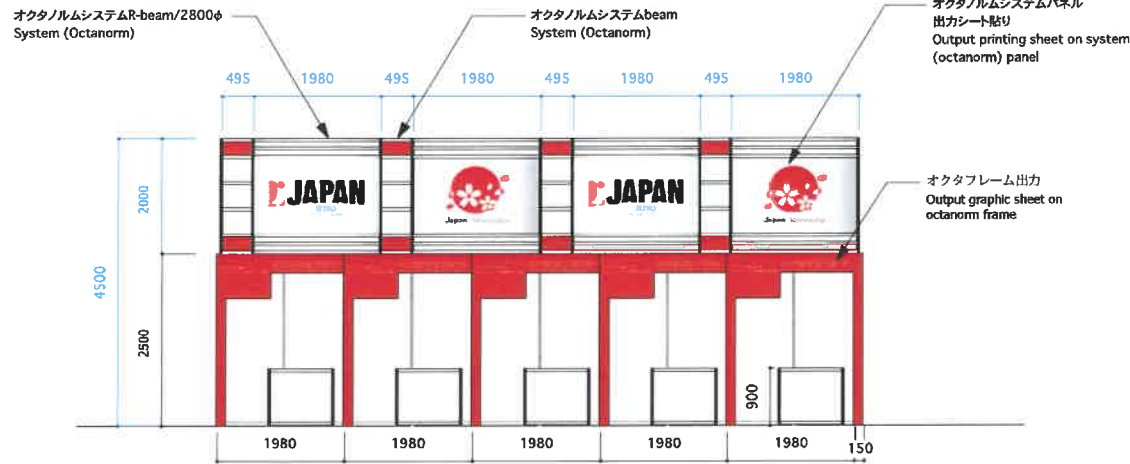 オクタノルムシステムR-beam/2800φ
System (Octanorm)
オクタノルムシステムbeam
System (Octanorm)
オクタノルムシステムパネル
出力シート貼り
Output printing sheet on system
(octanorm) panel
495 1980 495 1980 495 1980 495 1980
JAPAN
Japan
JAPAN
Japan
オクタフレーム出力
Output graphic sheet on
octanorm frame
2000
4500
2500
900
1980 1980 1980 1980 1980 150